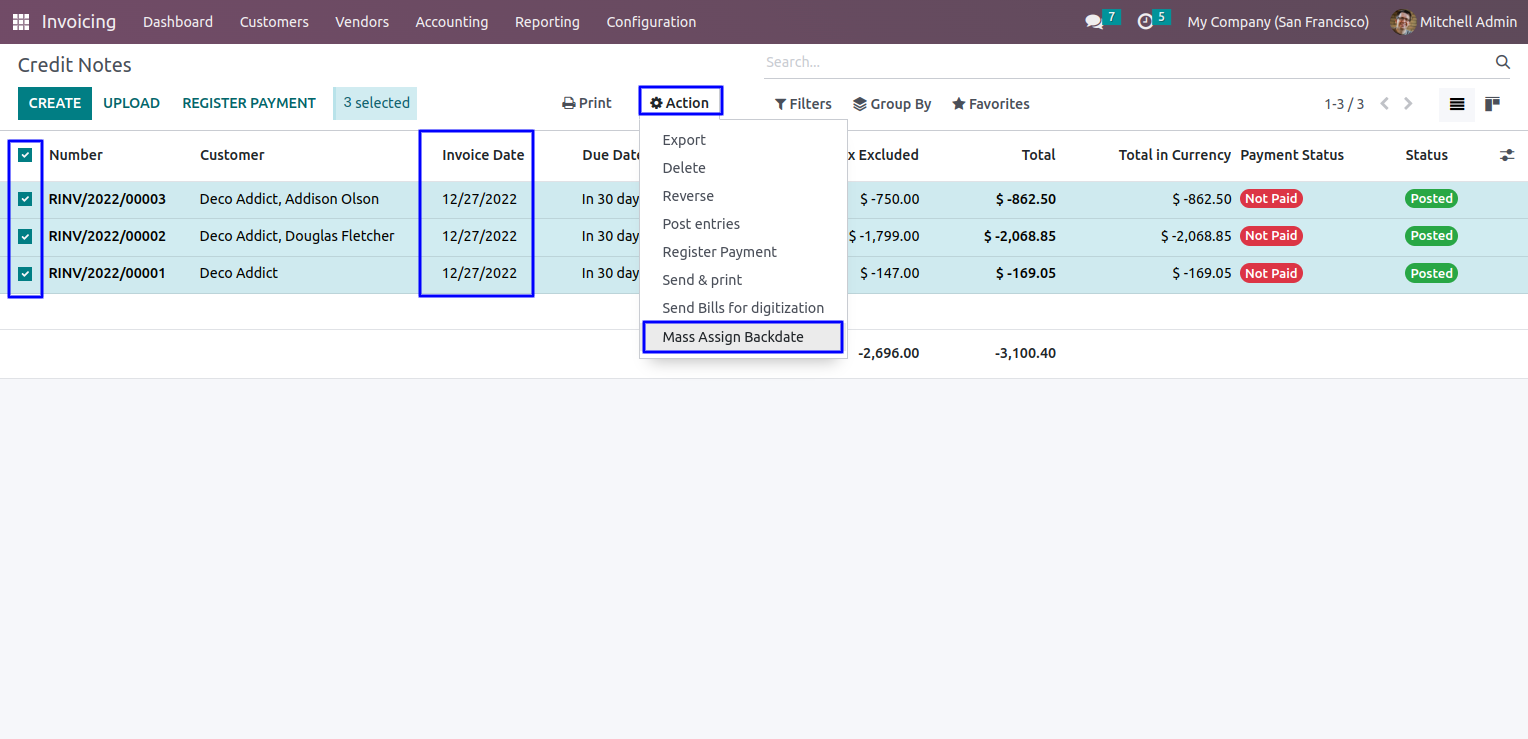 Invoicing Dashboard Customers Vendors Accounting Reporting Configuration 7 5 My Company (San Francisco) Mitchell Admin
Credit Notes Search...
CREATE UPLOAD REGISTER PAYMENT 3 selected Print Action Filters Group By Favorites 1-3 / 3
Export
Delete
Reverse
Post entries
Register Payment
Send & print
Send Bills for digitization
Mass Assign Backdate
Number Customer Invoice Date Due Date x Excluded Total Total in Currency Payment Status Status
RINV/2022/00003 Deco Addict, Addison Olson 12/27/2022 In 30 day $ -750.00 $ -862.50 $ -862.50 Not Paid Posted
RINV/2022/00002 Deco Addict, Douglas Fletcher 12/27/2022 In 30 day $ -1,799.00 $ -2,068.85 $ -2,068.85 Not Paid Posted
RINV/2022/00001 Deco Addict 12/27/2022 In 30 day $ -147.00 $ -169.05 $ -169.05 Not Paid Posted
-2,696.00 -3,100.40